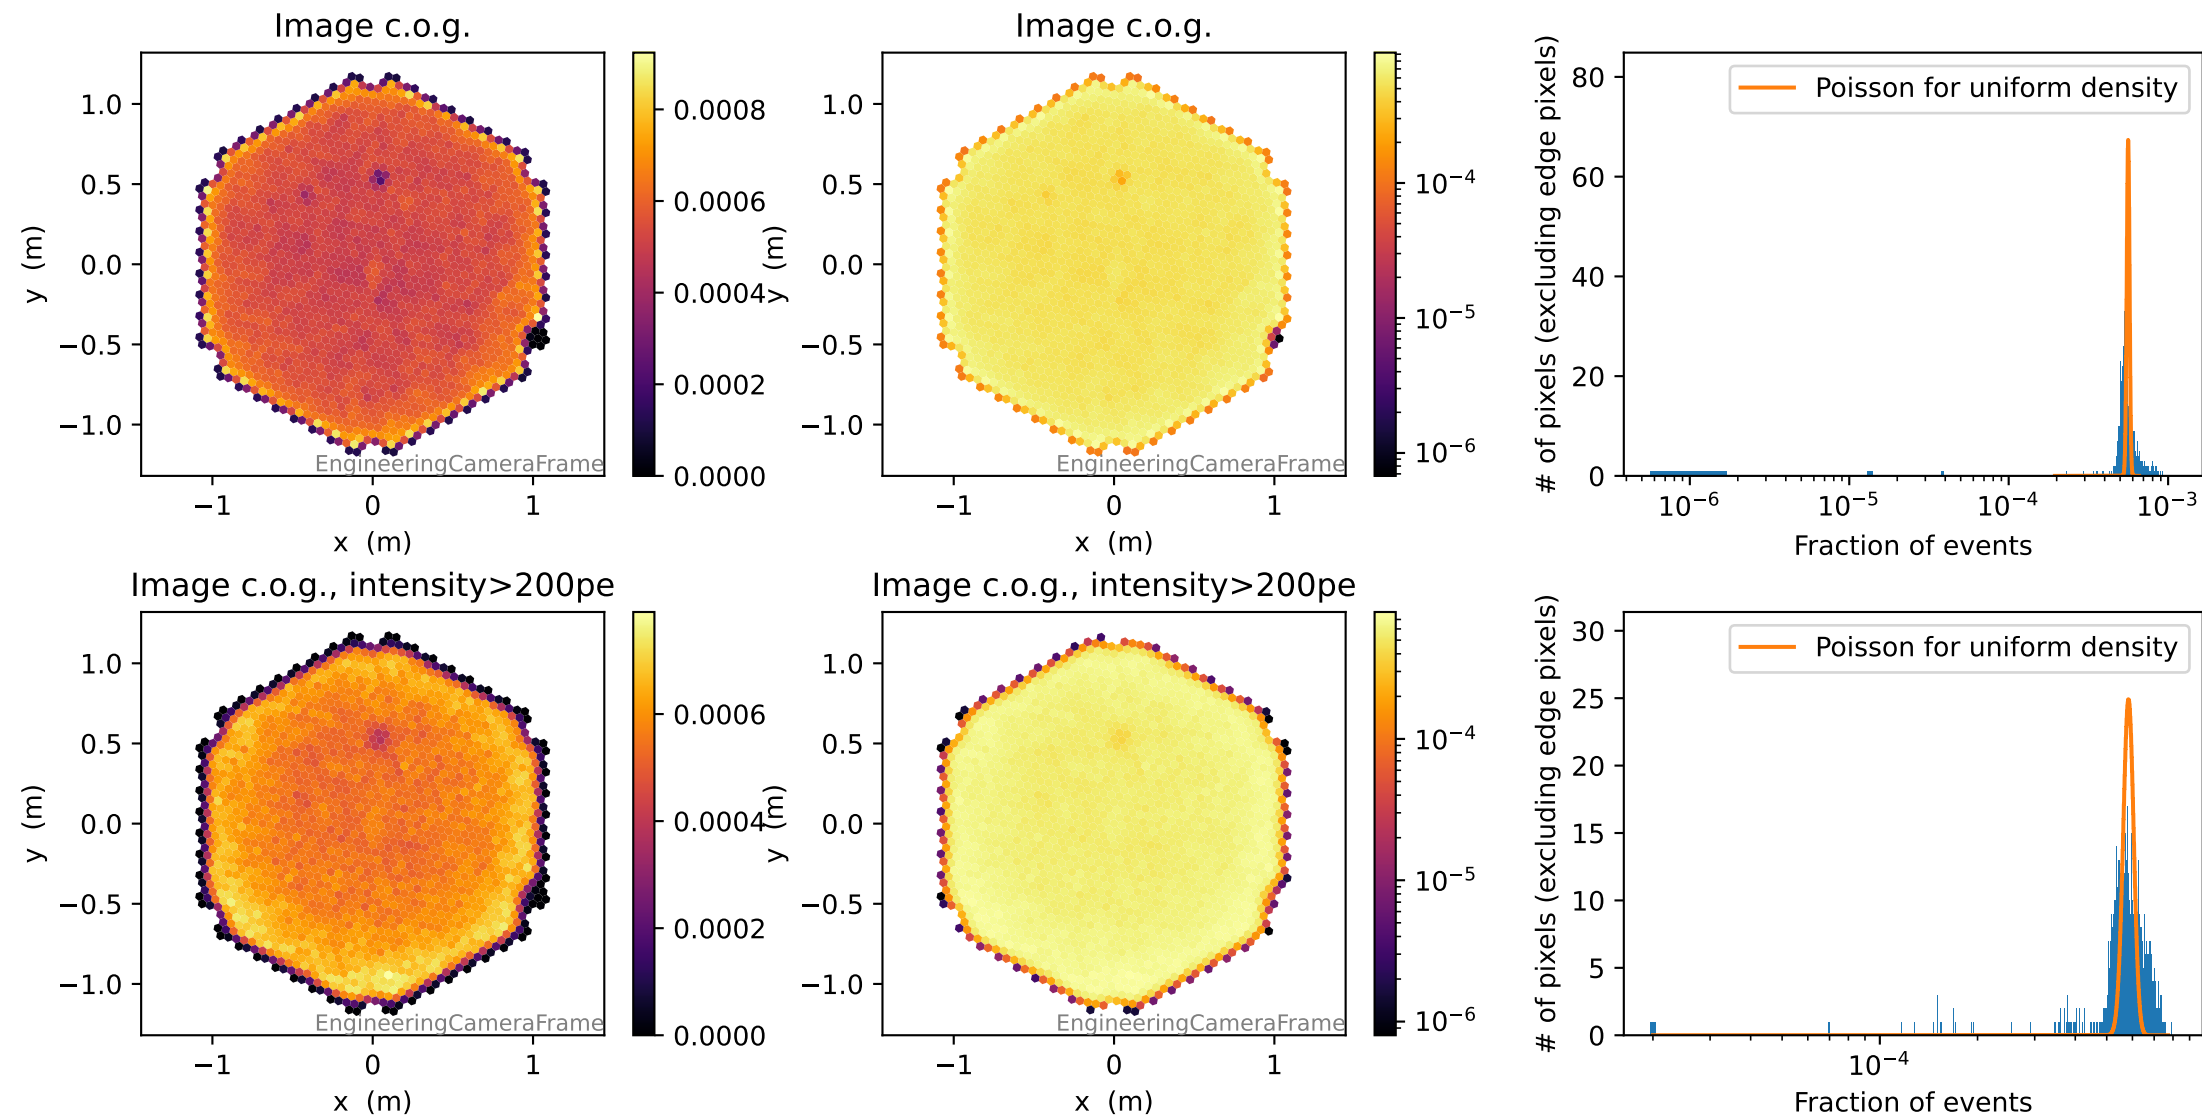 Image c.o.g.
1.0
0.5
0.0
−0.5
−1.0
y (m)
−1
0
1
x (m)
EngineeringCameraFrame
0.0008
0.0006
0.0004
0.0002
0.0000
Image c.o.g.
1.0
0.5
0.0
−0.5
−1.0
y (m)
−1
0
1
x (m)
EngineeringCameraFrame
10−4
10−5
10−6
Poisson for uniform density
80
60
40
20
0
# of pixels (excluding edge pixels)
10−6
10−5
10−4
10−3
Fraction of events
Image c.o.g., intensity>200pe
1.0
0.5
0.0
−0.5
−1.0
y (m)
−1
0
1
x (m)
EngineeringCameraFrame
0.0006
0.0004
0.0002
0.0000
Image c.o.g., intensity>200pe
1.0
0.5
0.0
−0.5
−1.0
y (m)
−1
0
1
x (m)
EngineeringCameraFrame
10−4
10−5
10−6
Poisson for uniform density
30
25
20
15
10
5
0
# of pixels (excluding edge pixels)
10−4
Fraction of events